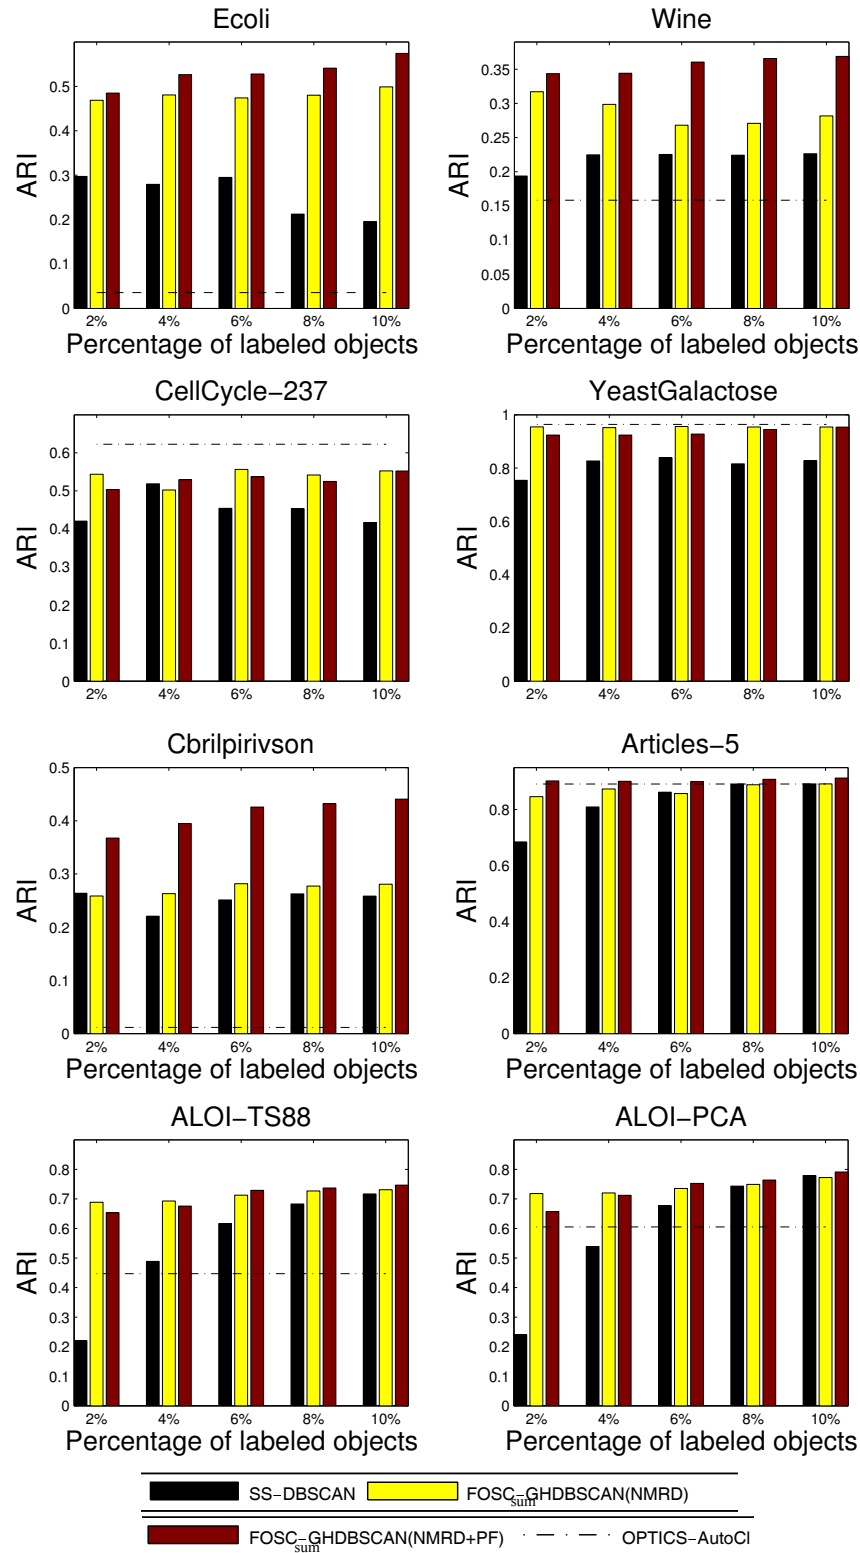 Ecoli
0.5
0.4
0.3
0.2
0.1
0
ARI
2% 4% 6% 8% 10%
Percentage of labeled objects
Wine
0.35
0.3
0.25
0.2
0.15
0.1
0.05
0
ARI
2% 4% 6% 8% 10%
Percentage of labeled objects
CellCycle−237
0.6
0.5
0.4
0.3
0.2
0.1
0
ARI
2% 4% 6% 8% 10%
YeastGalactose
1
0.8
0.6
0.4
0.2
0
ARI
2% 4% 6% 8% 10%
Cbrilpirivson
0.5
0.4
0.3
0.2
0.1
0
ARI
2% 4% 6% 8% 10%
Percentage of labeled objects
Articles−5
0.8
0.6
0.4
0.2
0
ARI
2% 4% 6% 8% 10%
Percentage of labeled objects
ALOI−TS88
0.8
0.7
0.6
0.5
0.4
0.3
0.2
0.1
0
ARI
2% 4% 6% 8% 10%
Percentage of labeled objects
ALOI−PCA
0.8
0.7
0.6
0.5
0.4
0.3
0.2
0.1
0
ARI
2% 4% 6% 8% 10%
Percentage of labeled objects
SS−DBSCAN FOSC−GHDBSCAN(NMRD)
sum
FOSC−GHDBSCAN(NMRD+PF) OPTICS−AutoCl
sum